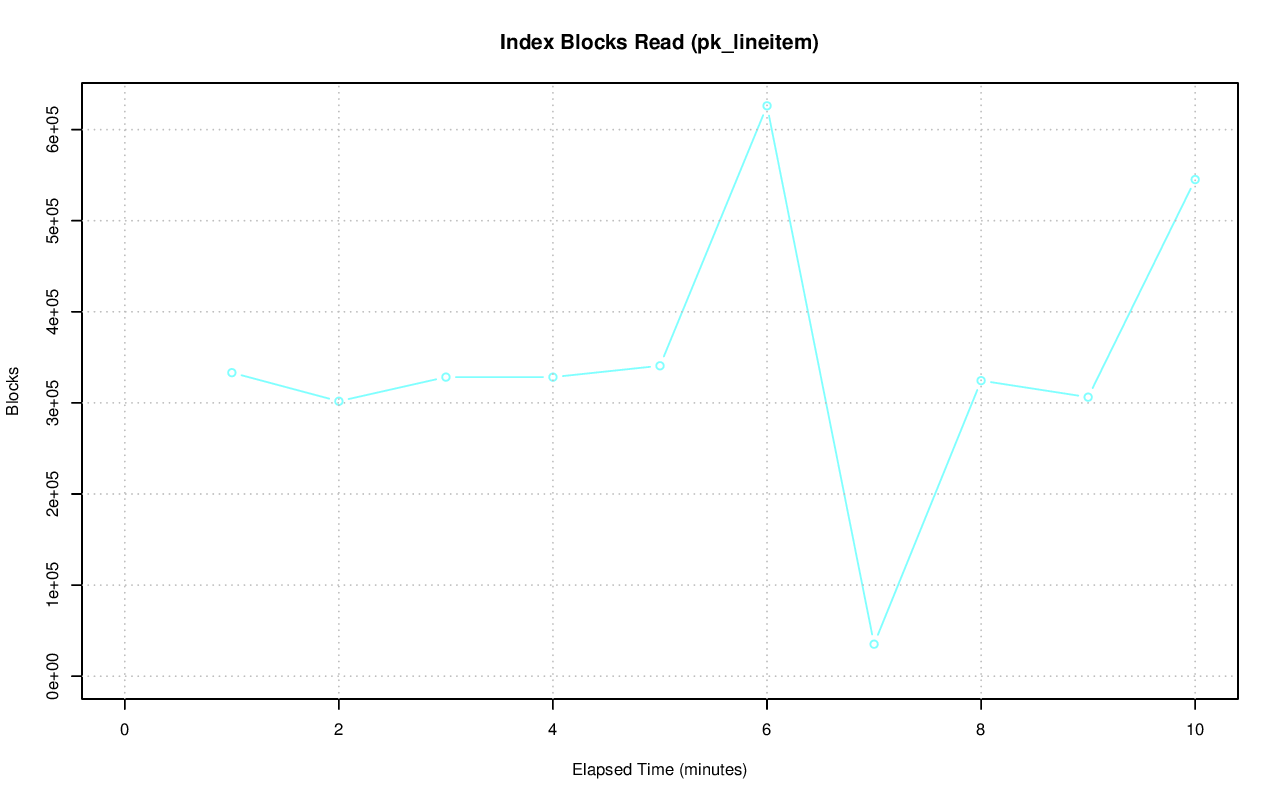 Index Blocks Read (pk_lineitem)
Blocks
6e+05
5e+05
4e+05
3e+05
2e+05
1e+05
0e+00
0 2 4 6 8 10
Elapsed Time (minutes)